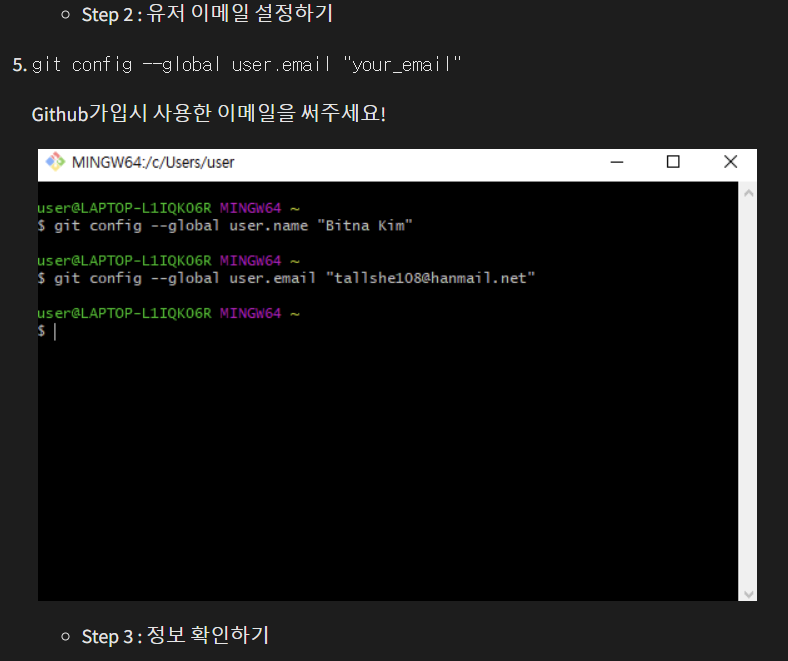 Step 2 : 유저 이메일 설정하기
5. git config --global user.email "your_email"
Github가입시 사용한 이메일을 써주세요!
MINGW64:/c/Users/user
user@LAPTOP-L1IQKO6R MINGW64 ~
$ git config --global user.name "Bitna Kim"
user@LAPTOP-L1IQKO6R MINGW64 ~
$ git config --global user.email "tallshe108@hanmail.net"
user@LAPTOP-L1IQKO6R MINGW64 ~
$
Step 3 : 정보 확인하기